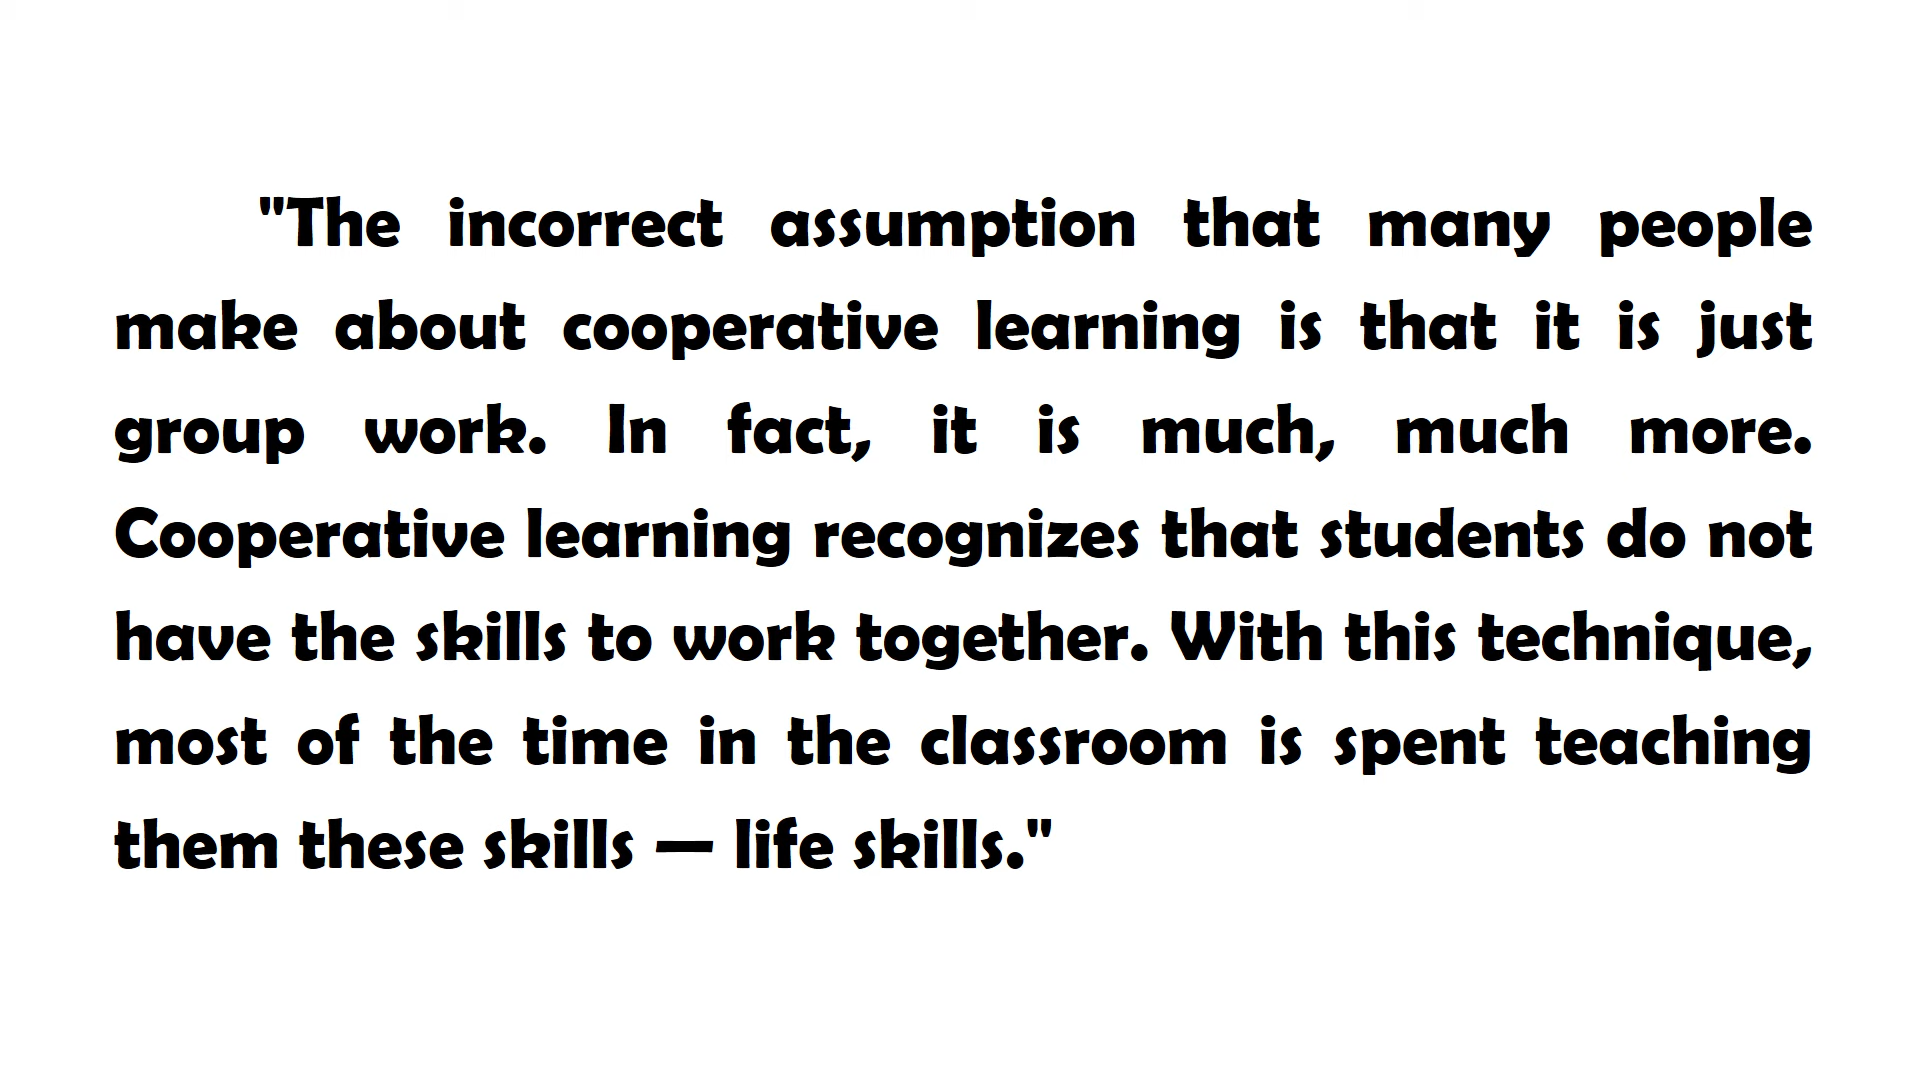 "The incorrect assumption that many people
make about cooperative learning is that it is just
group work. In fact, it is much, much more.
Cooperative learning recognizes that students do not
have the skills to work together. With this technique,
most of the time in the classroom is spent teaching
them these skills — life skills."